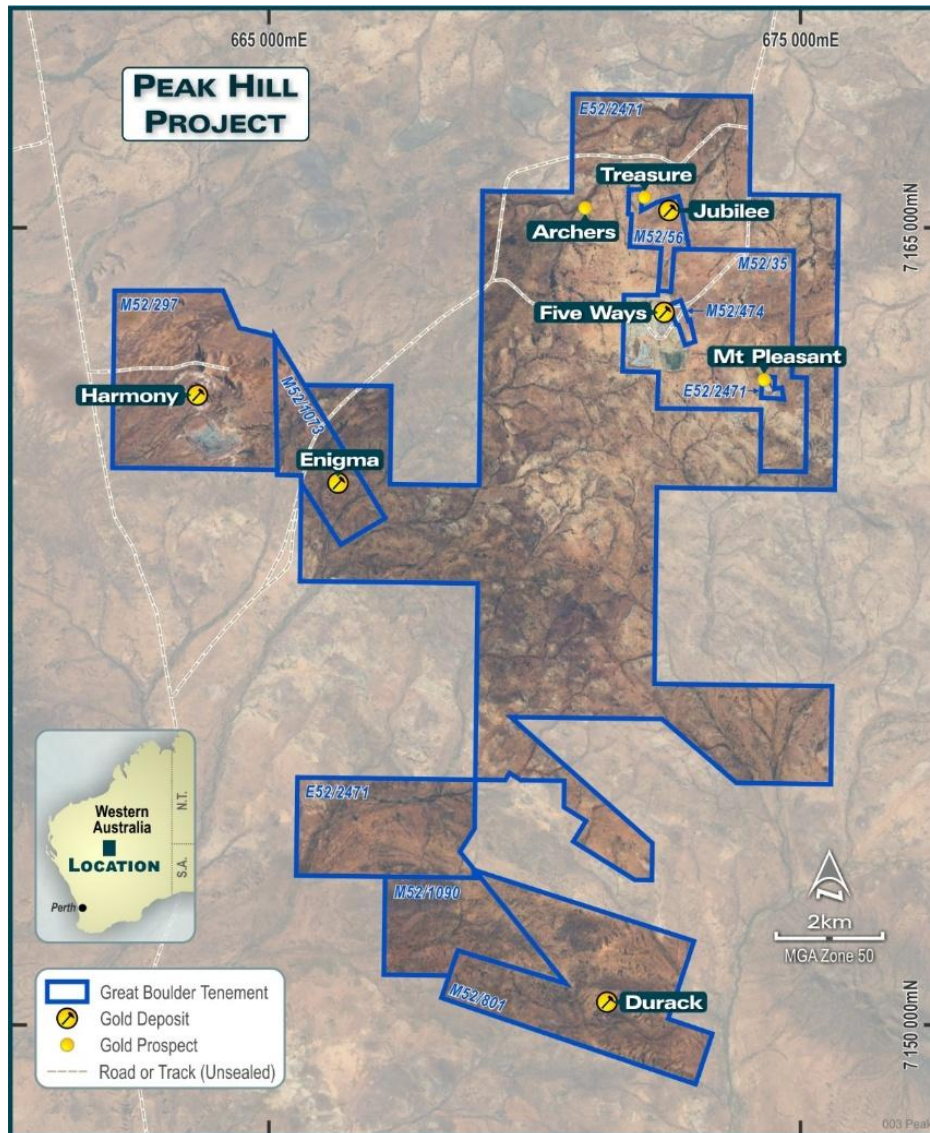 665 000mE
675 000mE
PEAK HILL
PROJECT
E52/2471
Treasure
Jubilee
Archers
M52/56
7 165 000mN
M52/35
M52/297
Five Ways
M52/474
Mt Pleasant
E52/2471
Harmony
M52/1073
Enigma
E52/2471
Western
Australia
LOCATION
N.T.
S.A.
Perth
M52/1090
2km
MGA Zone 50
M52/801
Durack
7 150 000mN
Great Boulder Tenement
Gold Deposit
Gold Prospect
Road or Track (Unsealed)
003 Peak